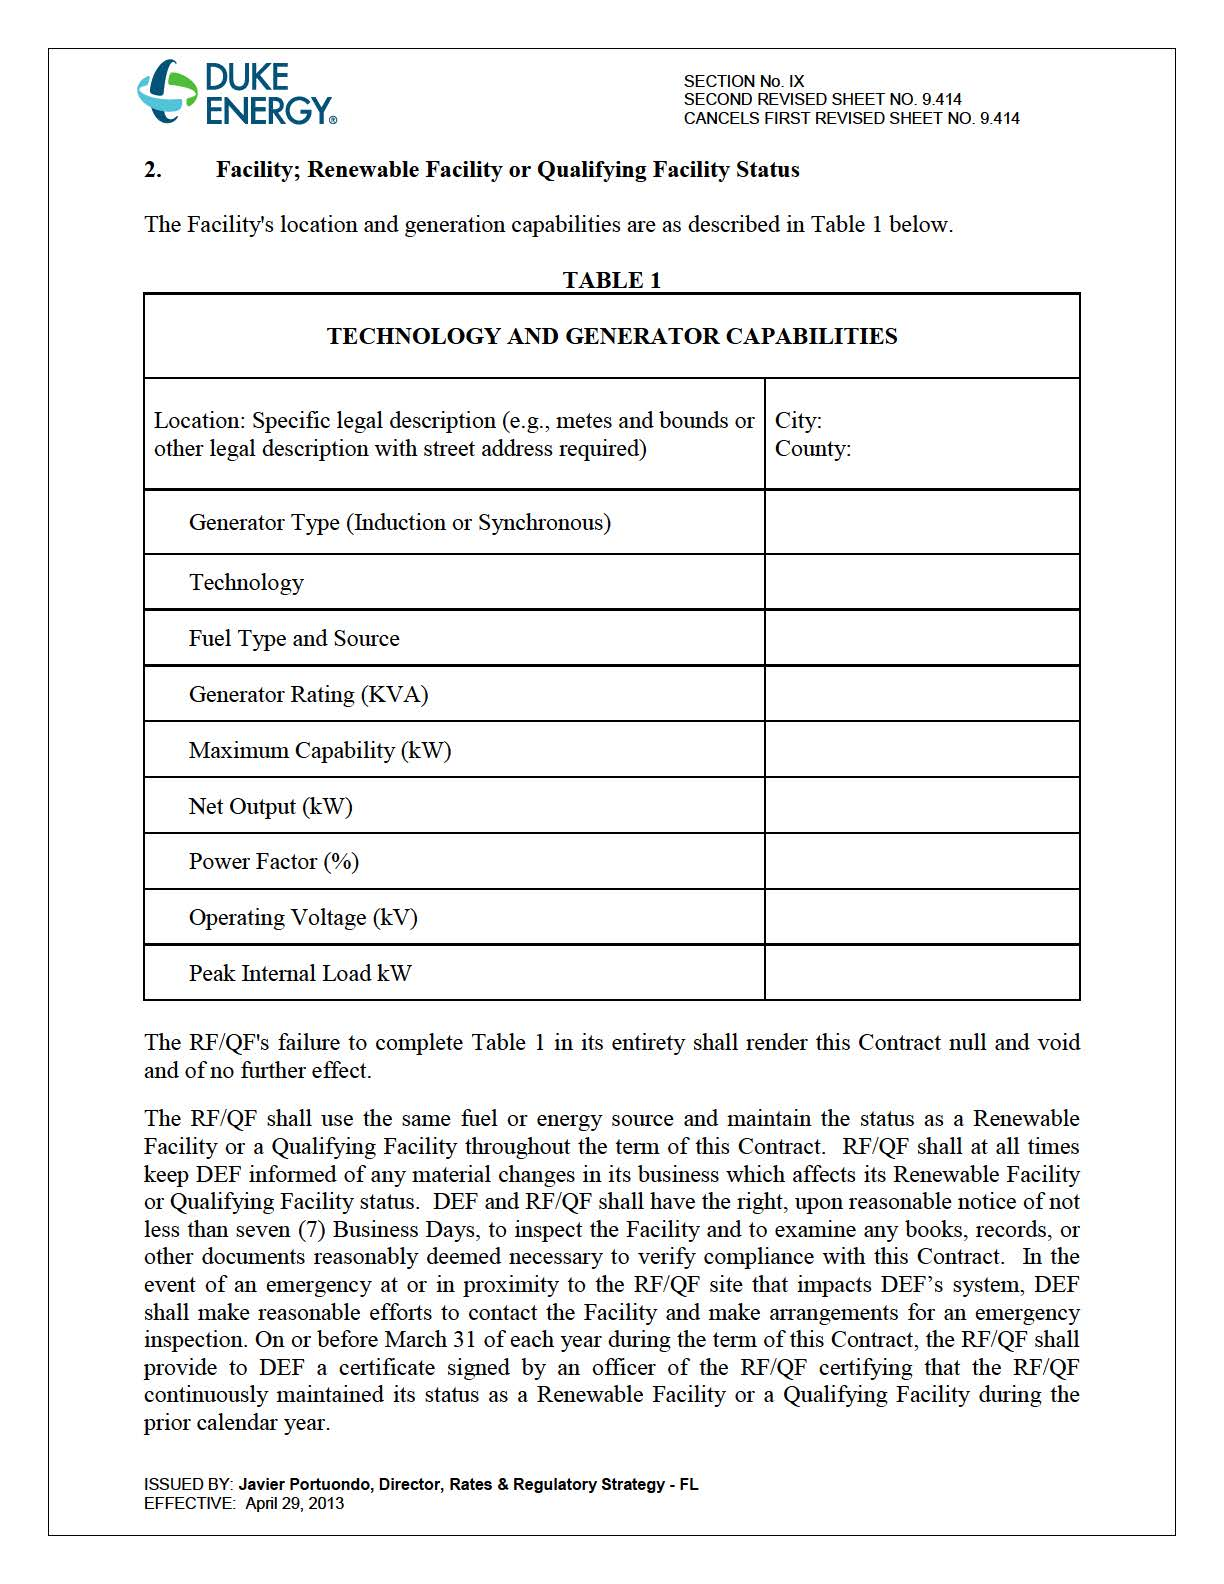 DUKE
ENERGY®
SECTION No. IX
SECOND REVISED SHEET NO. 9.414
CANCELS FIRST REVISED SHEET NO. 9.414
2. Facility; Renewable Facility or Qualifying Facility Status
The Facility's location and generation capabilities are as described in Table 1 below.
TABLE 1
TECHNOLOGY AND GENERATOR CAPABILITIES
Location: Specific legal description (e.g., metes and bounds or
other legal description with street address required)
City:
County:
Generator Type (Induction or Synchronous)
Technology
Fuel Type and Source
Generator Rating (KVA)
Maximum Capability (kW)
Net Output (kW)
Power Factor (%)
Operating Voltage (kV)
Peak Internal Load kW
The RF/QF's failure to complete Table 1 in its entirety shall render this Contract null and void
and of no further effect.
The RF/QF shall use the same fuel or energy source and maintain the status as a Renewable
Facility or a Qualifying Facility throughout the term of this Contract.  RF/QF shall at all times
keep DEF informed of any material changes in its business which affects its Renewable Facility
or Qualifying Facility status.  DEF and RF/QF shall have the right, upon reasonable notice of not
less than seven (7) Business Days, to inspect the Facility and to examine any books, records, or
other documents reasonably deemed necessary to verify compliance with this Contract.  In the
event of an emergency at or in proximity to the RF/QF site that impacts DEF’s system, DEF
shall make reasonable efforts to contact the Facility and make arrangements for an emergency
inspection. On or before March 31 of each year during the term of this Contract, the RF/QF shall
provide to DEF a certificate signed by an officer of the RF/QF certifying that the RF/QF
continuously maintained its status as a Renewable Facility or a Qualifying Facility during the
prior calendar year.
ISSUED BY: Javier Portuondo, Director, Rates & Regulatory Strategy - FL
EFFECTIVE:  April 29, 2013